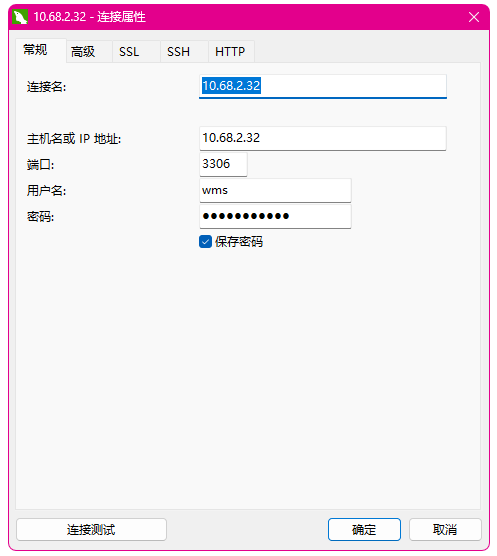 10.68.2.32 - 连接属性
常规 高级 SSL SSH HTTP
连接名: 10.68.2.32
主机名或 IP 地址: 10.68.2.32
端口: 3306
用户名: wms
密码: ●●●●●●●●●●●
保存密码
连接测试 确定 取消